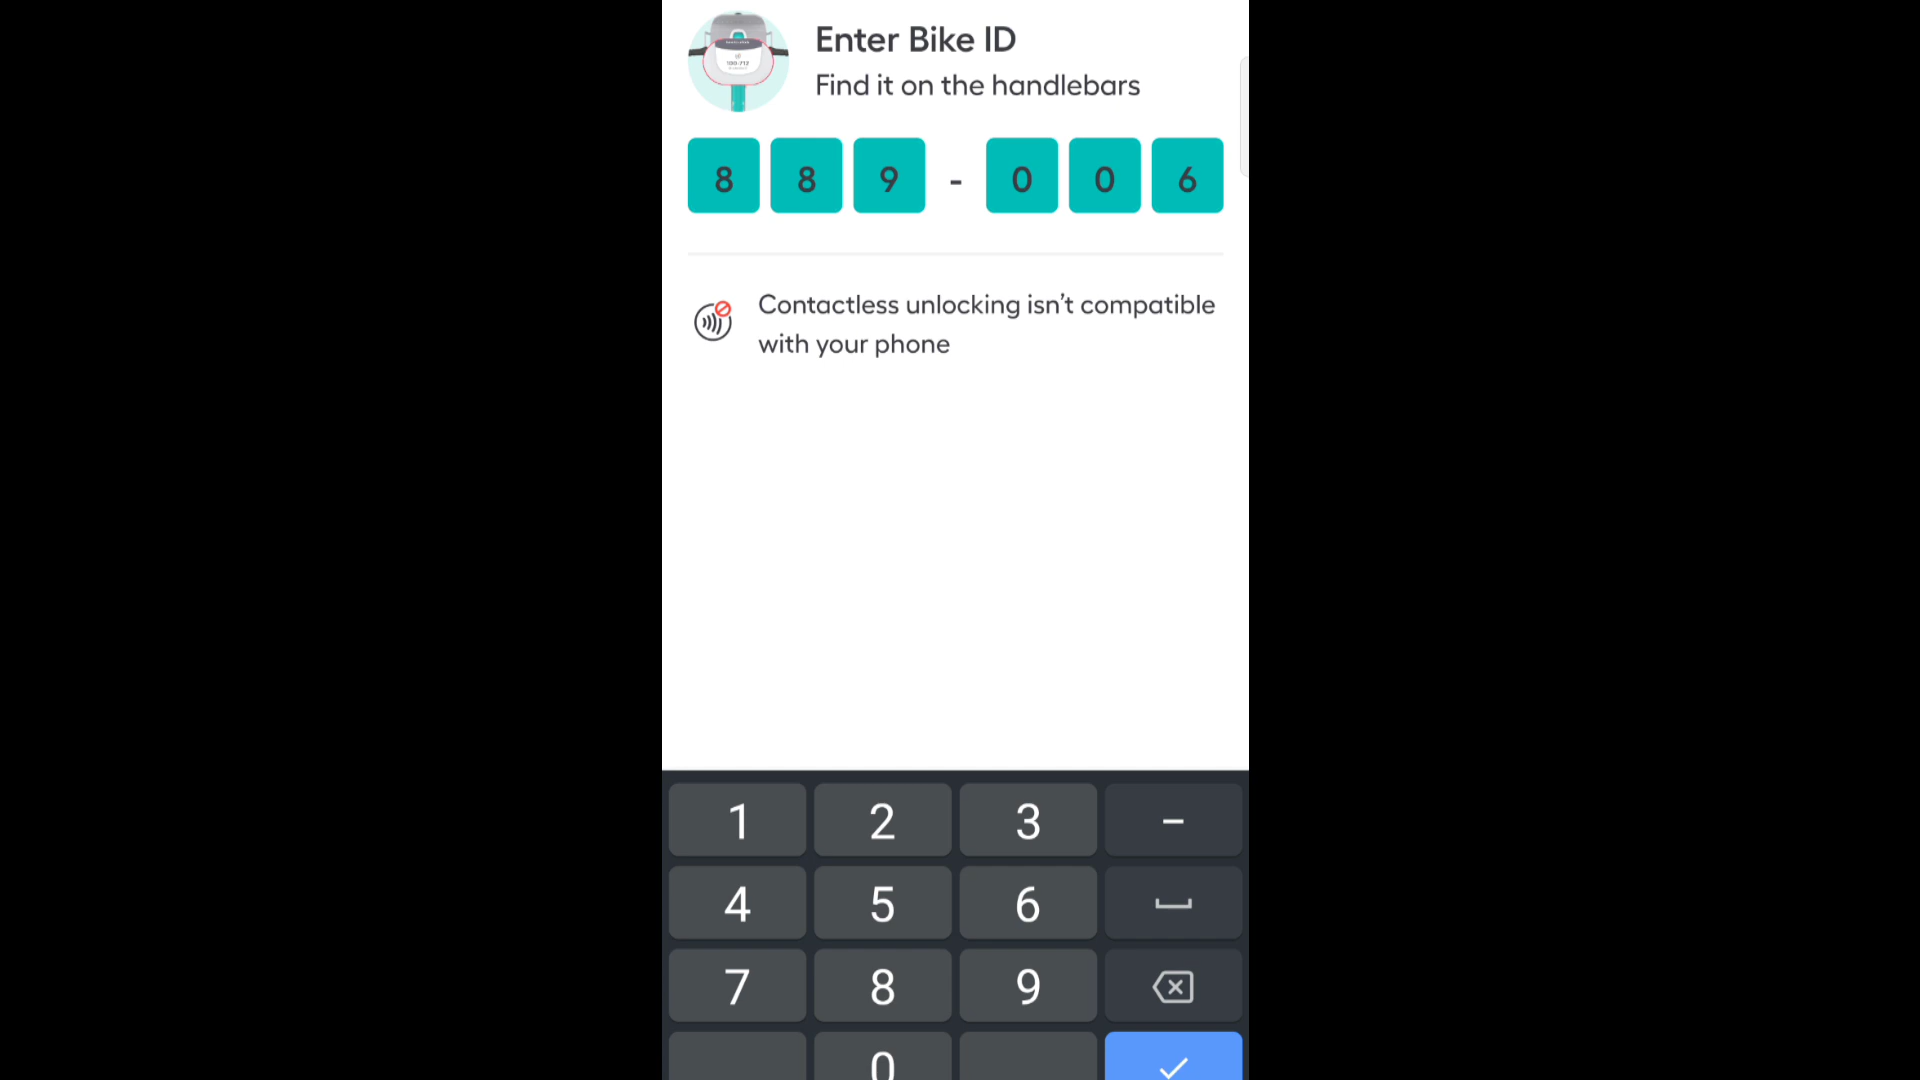 Enter Bike ID
Find it on the handlebars
8 8 9 - 0 0 6
Contactless unlocking isn’t compatible
with your phone
1 2 3 –
4 5 6
7 8 9
0